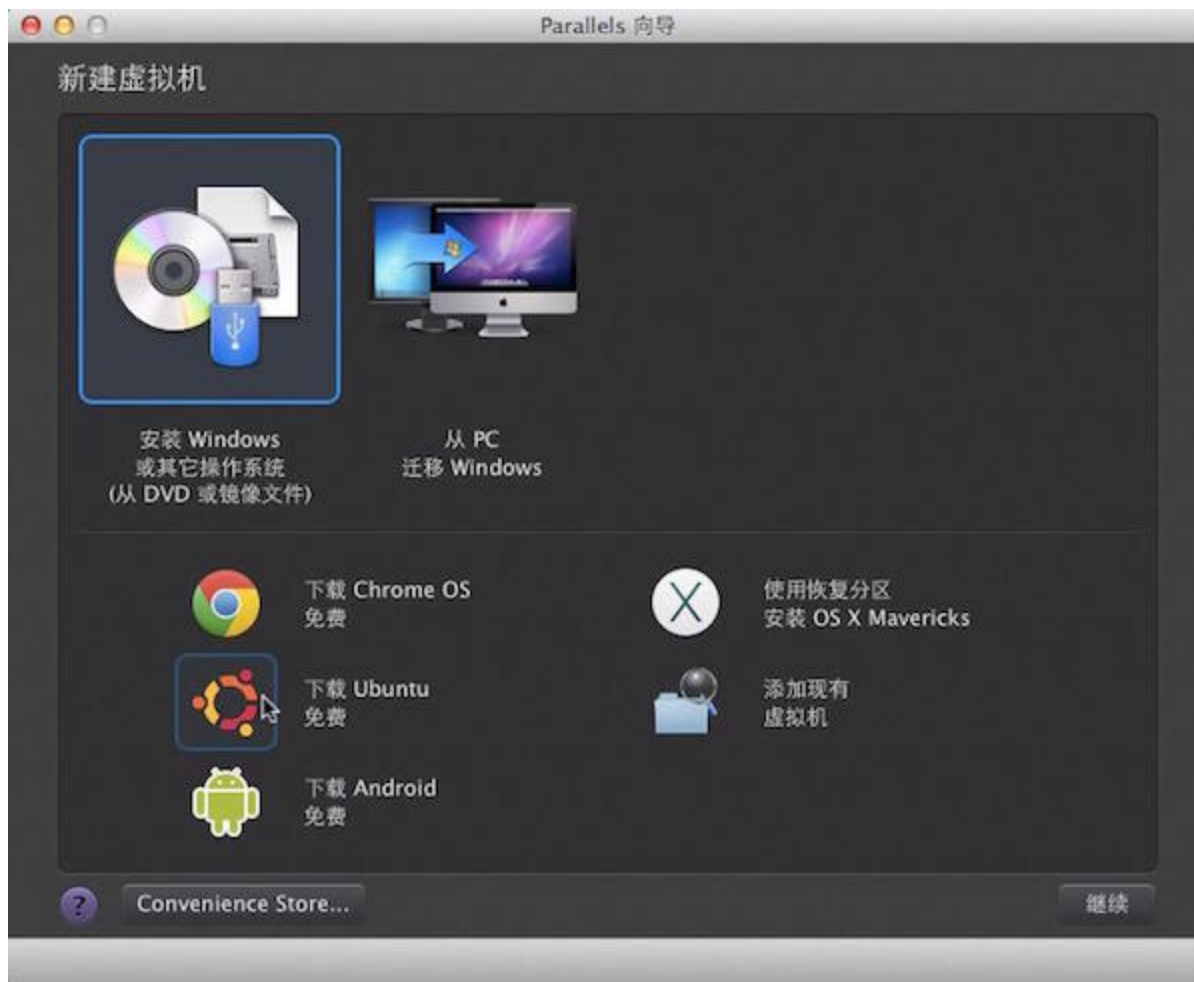 Parallels 向导
新建虚拟机
安装 Windows
或其它操作系统
(从 DVD 或镜像文件)
从 PC
迁移 Windows
下载 Chrome OS
免费
使用恢复分区
安装 OS X Mavericks
下载 Ubuntu
免费
添加现有
虚拟机
下载 Android
免费
?
Convenience Store...
继续